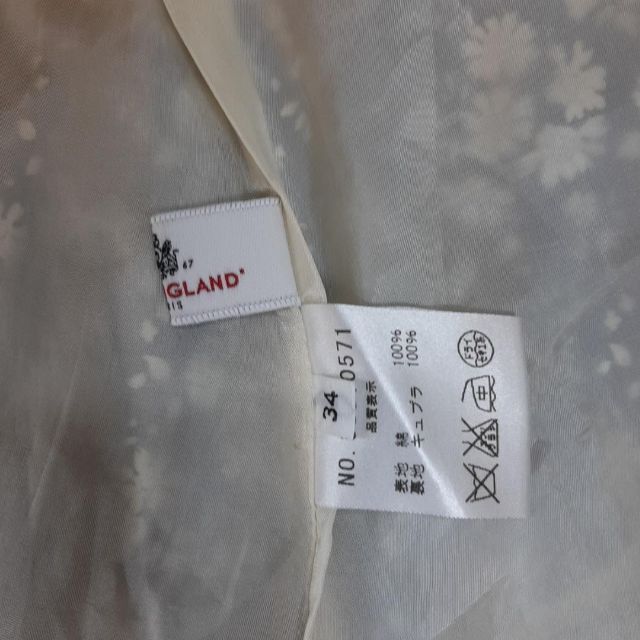 67
GLAND
34
NO. 0571
品質表示
表地 綿 100%
裏地 キュプラ 100%
ドライ